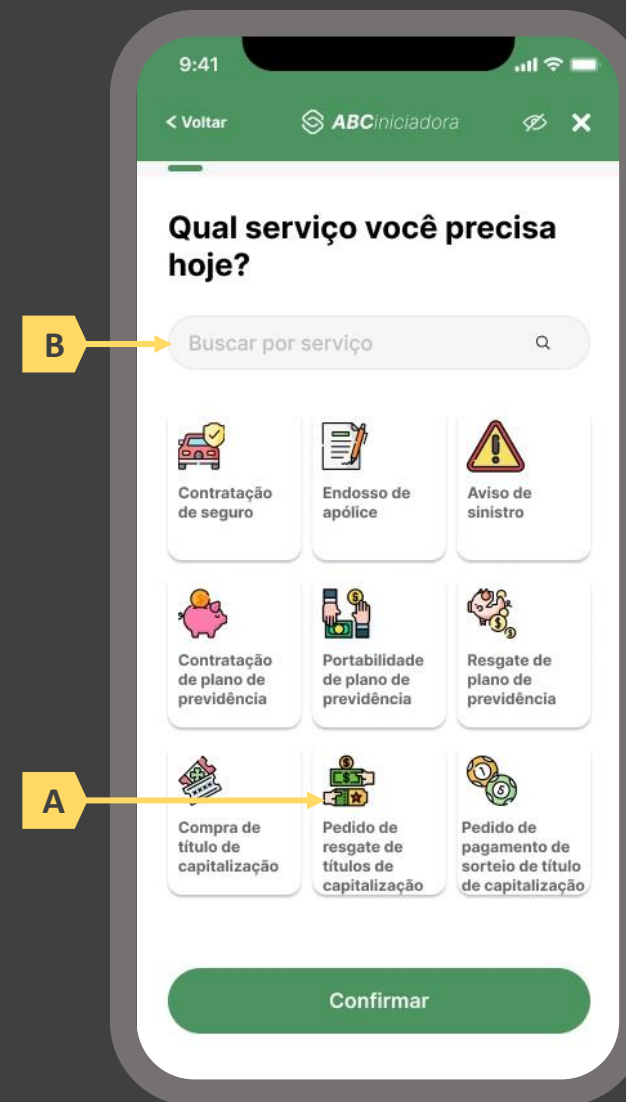 9:41
< Voltar
ABCiniciadora
Qual serviço você precisa
hoje?
B
Buscar por serviço
Contratação
de seguro
Endosso de
apólice
Aviso de
sinistro
Contratação
de plano de
previdência
Portabilidade
de plano de
previdência
Resgate de
plano de
previdência
A
Compra de
título de
capitalização
Pedido de
resgate de
títulos de
capitalização
Pedido de
pagamento de
sorteio de título
de capitalização
Confirmar